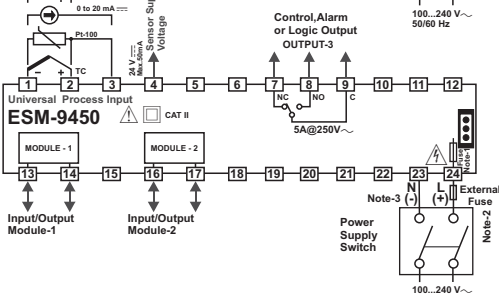 0 to 20 mA
Pt-100
TC
24 V
Max.50mA
Sensor Su
Voltage
Control,Alarm
or Logic Output
OUTPUT-3
100...240 V
50/60 Hz
1 2 3 4 5 6 7 8 9 10 11 12
Universal Process Input
ESM-9450
CAT II
NC
NO
C
5A@250V
MODULE - 1
MODULE - 2
Fuse
Note-1
13 14 15 16 17 18 19 20 21 22 23 24
Input/Output
Module-1
Input/Output
Module-2
Note-3
N
(-)
L
(+)
External
Fuse
Note-2
Power
Supply
Switch
100...240 V